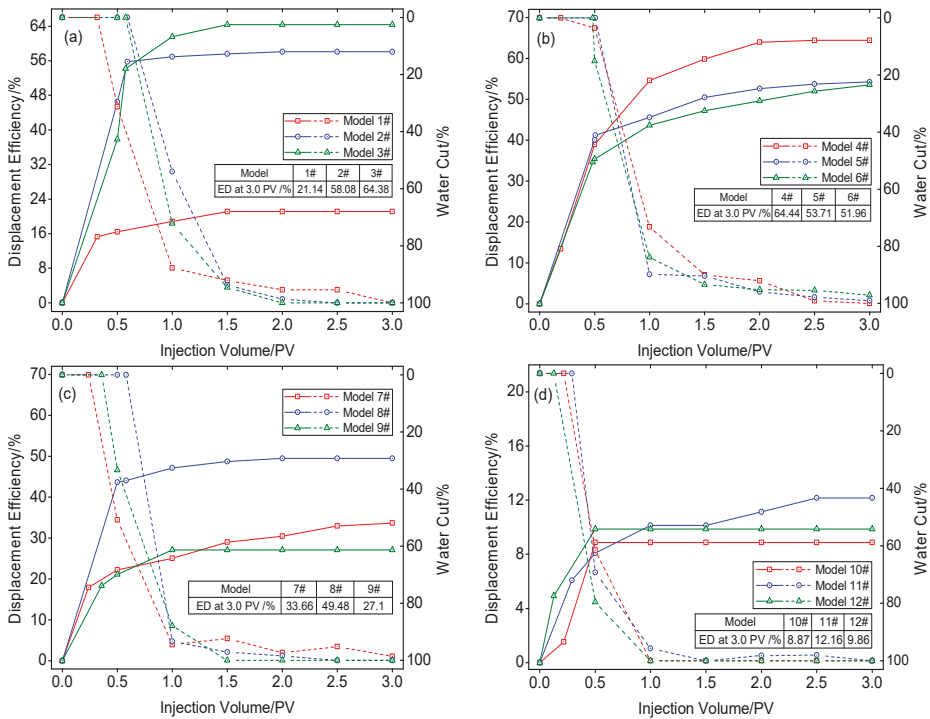 (a)
Displacement Efficiency/%
64
56
48
40
32
24
16
8
0
0
20
40
60
80
100
Water Cut/%
Model 1#
Model 2#
Model 3#
Model 1# 2# 3#
ED at 3.0 PV /% 21.14 58.08 64.38
0.0 0.5 1.0 1.5 2.0 2.5 3.0
Injection Volume/PV
(b)
Displacement Efficiency/%
70
60
50
40
30
20
10
0
0
20
40
60
80
100
Water Cut/%
Model 4#
Model 5#
Model 6#
Model 4# 5# 6#
ED at 3.0 PV /% 64.44 53.71 51.96
0.0 0.5 1.0 1.5 2.0 2.5 3.0
Injection Volume/PV
(c)
Displacement Efficiency/%
70
60
50
40
30
20
10
0
0
20
40
60
80
100
Water Cut/%
Model 7#
Model 8#
Model 9#
Model 7# 8# 9#
ED at 3.0 PV /% 33.66 49.48 27.1
0.0 0.5 1.0 1.5 2.0 2.5 3.0
Injection Volume/PV
(d)
Displacement Efficiency/%
20
16
12
8
4
0
0
20
40
60
80
100
Water Cut/%
Model 10#
Model 11#
Model 12#
Model 10# 11# 12#
ED at 3.0 PV /% 8.87 12.16 9.86
0.0 0.5 1.0 1.5 2.0 2.5 3.0
Injection Volume/PV